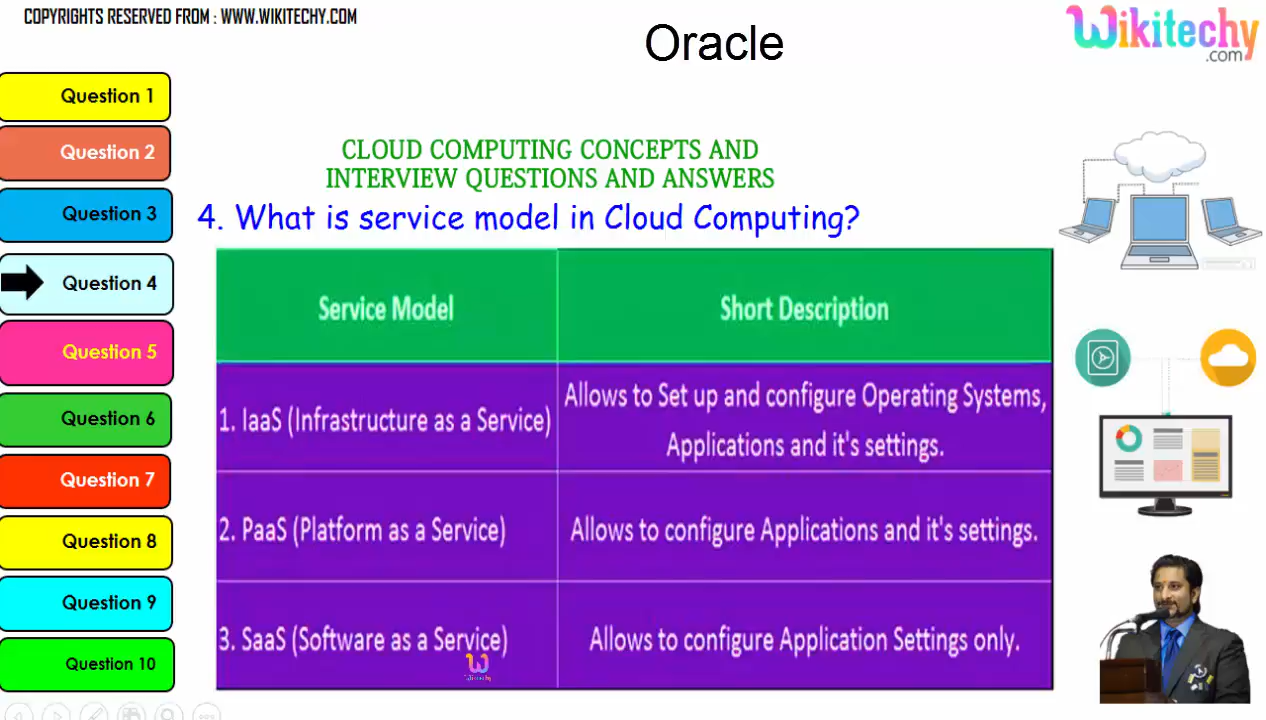 COPYRIGHTS RESERVED FROM : WWW.WIKITECHY.COM
Oracle
Wikitechy
.com
Question 1
Question 2
Question 3
Question 4
Question 5
Question 6
Question 7
Question 8
Question 9
Question 10
CLOUD COMPUTING CONCEPTS AND
INTERVIEW QUESTIONS AND ANSWERS
4. What is service model in Cloud Computing?
Service Model
Short Description
1. IaaS (Infrastructure as a Service)
Allows to Set up and configure Operating Systems,
Applications and it's settings.
2. PaaS (Platform as a Service)
Allows to configure Applications and it's settings.
3. SaaS (Software as a Service)
Allows to configure Application Settings only.
Wikitechy